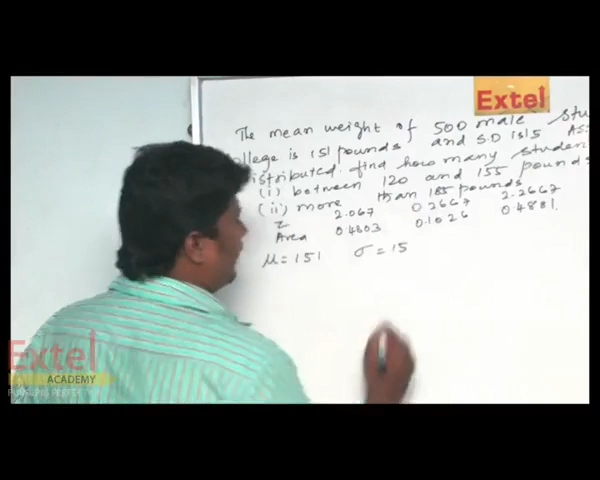 Extel
The mean weight of 500 male stu
college is 151 pounds and S.D is 15 Ass
distributed. find how many studen
(i) between 120 and 155 pounds
(ii) more than 185 pounds
Z 2.067 0.2667 2.2667
Area 0.4803 0.1026 0.4881
μ = 151 σ = 15
Extel
ACADEMY